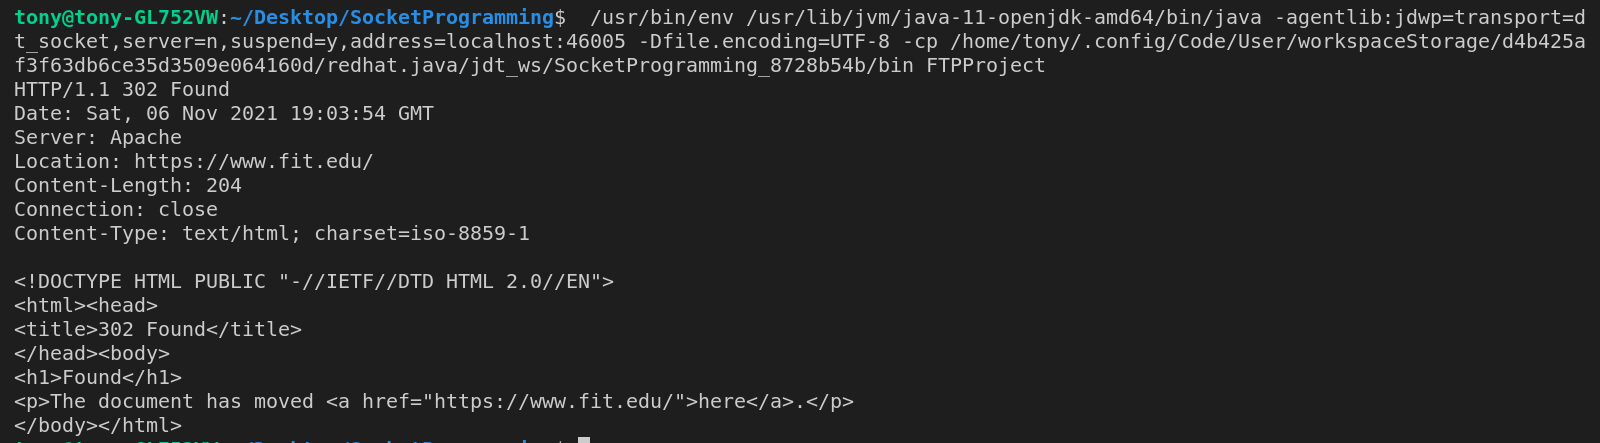 tony@tony-GL752VW:~/Desktop/SocketProgramming$  /usr/bin/env /usr/lib/jvm/java-11-openjdk-amd64/bin/java -agentlib:jdwp=transport=d
t_socket,server=n,suspend=y,address=localhost:46005 -Dfile.encoding=UTF-8 -cp /home/tony/.config/Code/User/workspaceStorage/d4b425a
f3f63db6ce35d3509e064160d/redhat.java/jdt_ws/SocketProgramming_8728b54b/bin FTPProject
HTTP/1.1 302 Found
Date: Sat, 06 Nov 2021 19:03:54 GMT
Server: Apache
Location: https://www.fit.edu/
Content-Length: 204
Connection: close
Content-Type: text/html; charset=iso-8859-1

<!DOCTYPE HTML PUBLIC "-//IETF//DTD HTML 2.0//EN">
<html><head>
<title>302 Found</title>
</head><body>
<h1>Found</h1>
<p>The document has moved <a href="https://www.fit.edu/">here</a>.</p>
</body></html>